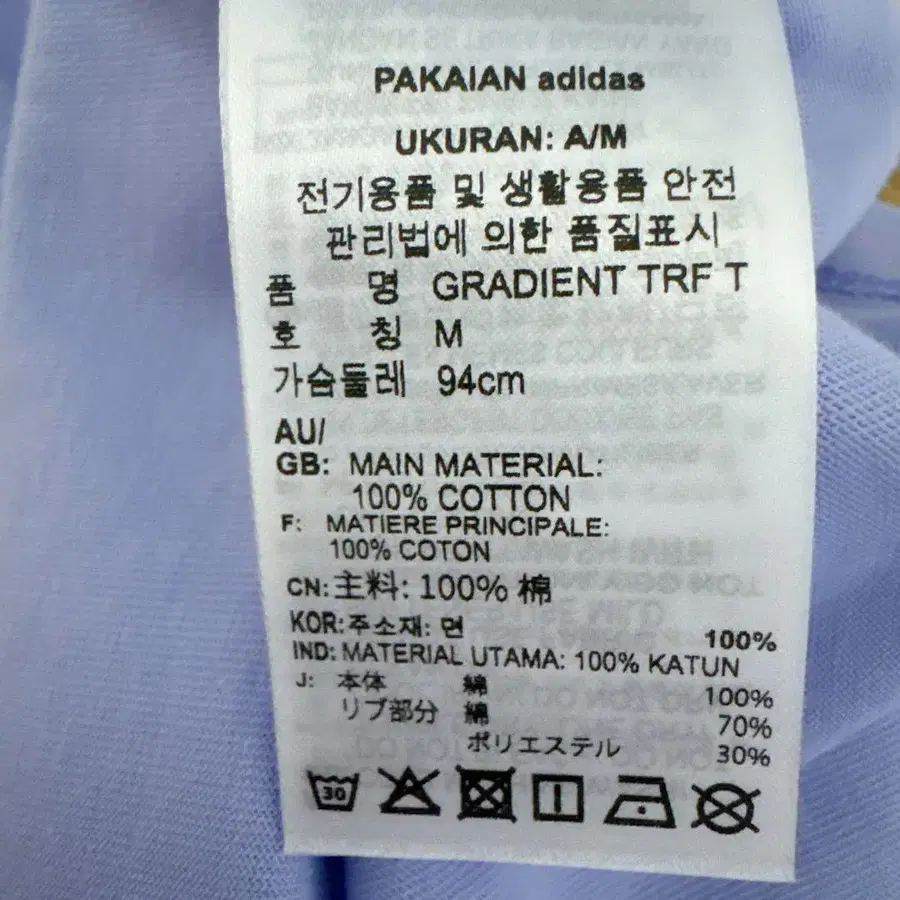 PAKAIAN adidas
UKURAN: A/M
전기용품 및 생활용품 안전
관리법에 의한 품질표시
품 명 GRADIENT TRF T
호 칭 M
가슴둘레 94cm
AU/
GB: MAIN MATERIAL:
100% COTTON
F: MATIERE PRINCIPALE:
100% COTON
CN: 主料: 100% 棉
KOR: 주소재: 면 100%
IND: MATERIAL UTAMA: 100% KATUN
J: 本体 綿 100%
リブ部分 綿 70%
ポリエステル 30%
30